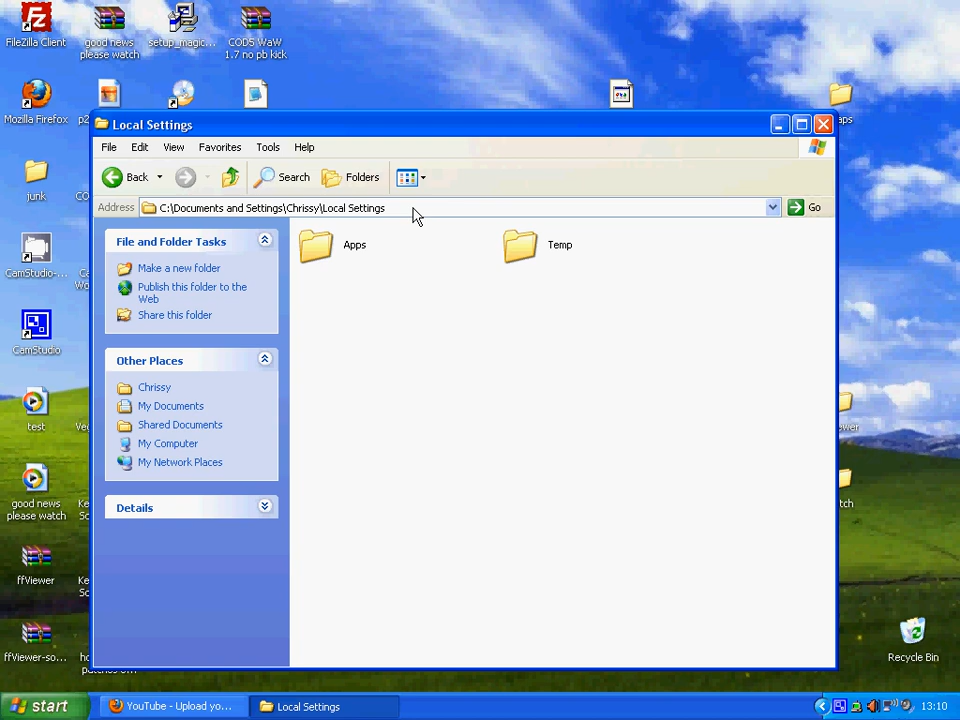 FileZilla Client
good news
please watch
setup_magic...
COD5 WaW
1.7 no pb kick
Mozilla Firefox
Local Settings
File Edit View Favorites Tools Help
Back Search Folders
Address C:\Documents and Settings\Chrissy\Local Settings Go
File and Folder Tasks
Make a new folder
Publish this folder to the
Web
Share this folder
Other Places
Chrissy
My Documents
Shared Documents
My Computer
My Network Places
Details
Apps
Temp
junk
CamStudio-...
CamStudio
test
good news
please watch
ffViewer
ffViewer-so...
Recycle Bin
start
YouTube - Upload yo...
Local Settings
13:10